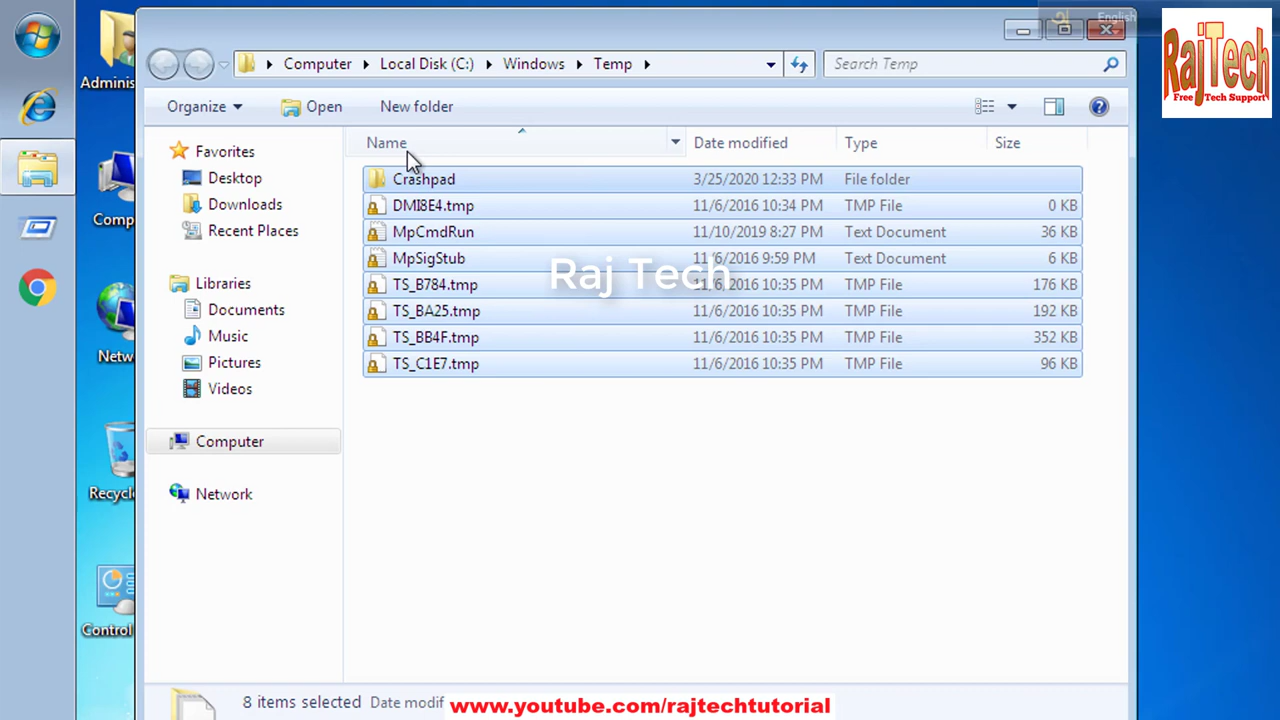 English
RajTech
Free Tech Support
Adminis
Computer
Local Disk (C:)
Windows
Temp
Search Temp
Organize
Open
New folder
Name
Date modified
Type
Size
Favorites
Desktop
Downloads
Recent Places
Libraries
Documents
Music
Pictures
Videos
Computer
Network
Crashpad 3/25/2020 12:33 PM File folder
DMI8E4.tmp 11/6/2016 10:34 PM TMP File 0 KB
MpCmdRun 11/10/2019 8:27 PM Text Document 36 KB
MpSigStub 11/6/2016 9:59 PM Text Document 6 KB
TS_B784.tmp 11/6/2016 10:35 PM TMP File 176 KB
TS_BA25.tmp 11/6/2016 10:35 PM TMP File 192 KB
TS_BB4F.tmp 11/6/2016 10:35 PM TMP File 352 KB
TS_C1E7.tmp 11/6/2016 10:35 PM TMP File 96 KB
Raj Tech
Comp
Netw
Recyc
Control
8 items selected Date modif
www.youtube.com/rajtechtutorial